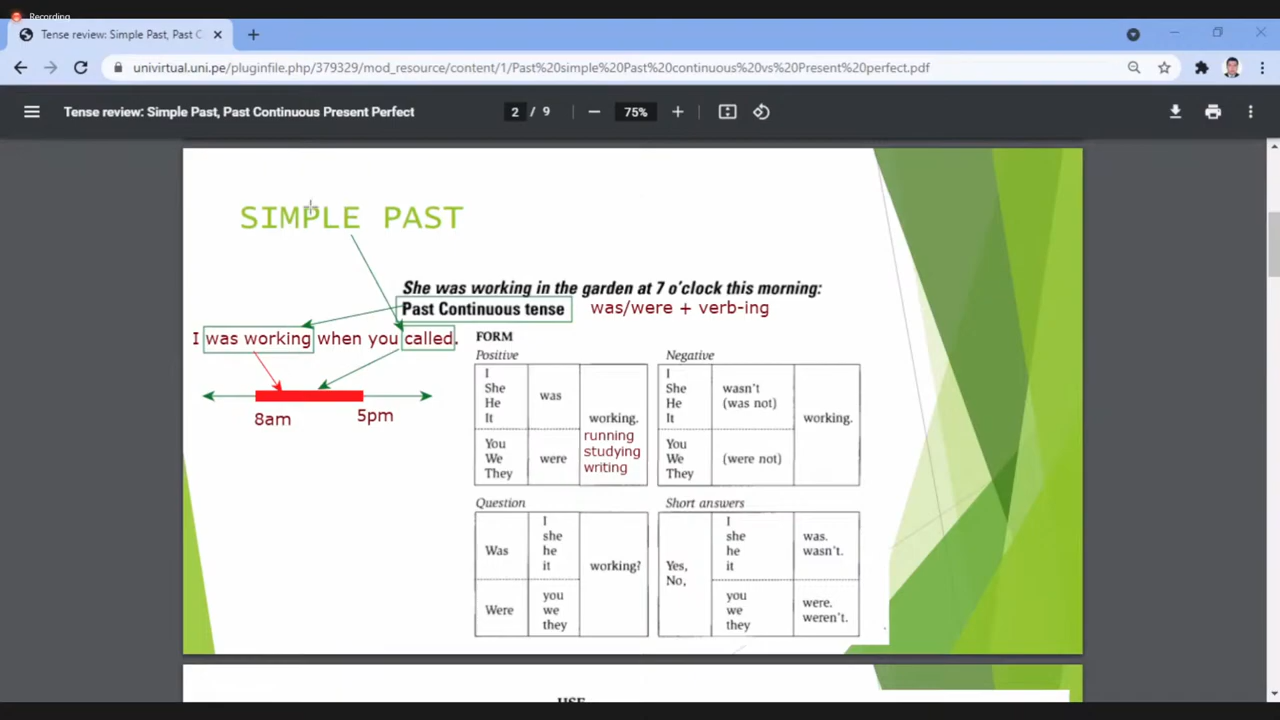 Recording
Tense review: Simple Past, Past C
univirtual.uni.pe/pluginfile.php/379329/mod_resource/content/1/Past%20simple%20Past%20continuous%20vs%20Present%20perfect.pdf
Tense review: Simple Past, Past Continuous Present Perfect
2 / 9
75%
SIMPLE PAST
She was working in the garden at 7 o'clock this morning:
Past Continuous tense
was/were + verb-ing
I was working when you called.
8am
5pm
FORM
Positive
I
She
He
It
was
You
We
They
were
working.
running
studying
writing
Negative
I
She
He
It
wasn't
(was not)
You
We
They
(were not)
working.
Question
Was
I
she
he
it
Were
you
we
they
working?
Short answers
Yes,
No,
I
she
he
it
was.
wasn't.
you
we
they
were.
weren't.
USE